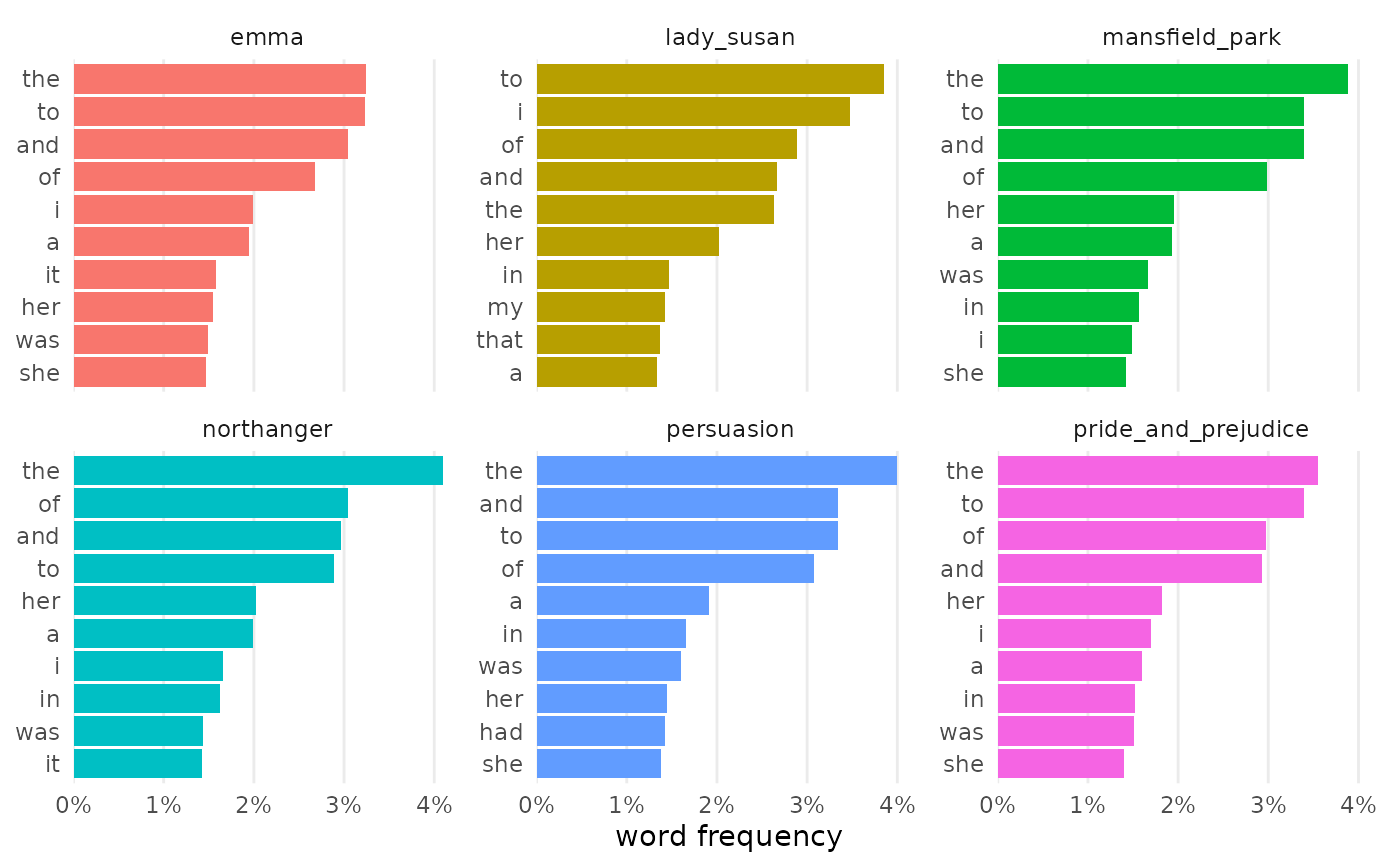 emma
the
to
and
of
i
a
it
her
was
she
lady_susan
to
i
of
and
the
her
in
my
that
a
mansfield_park
the
to
and
of
her
a
was
in
i
she
northanger
the
of
and
to
her
a
i
in
was
it
0% 1% 2% 3% 4%
persuasion
the
and
to
of
a
in
was
her
had
she
0% 1% 2% 3% 4%
pride_and_prejudice
the
to
of
and
her
i
a
in
was
she
0% 1% 2% 3% 4%
word frequency